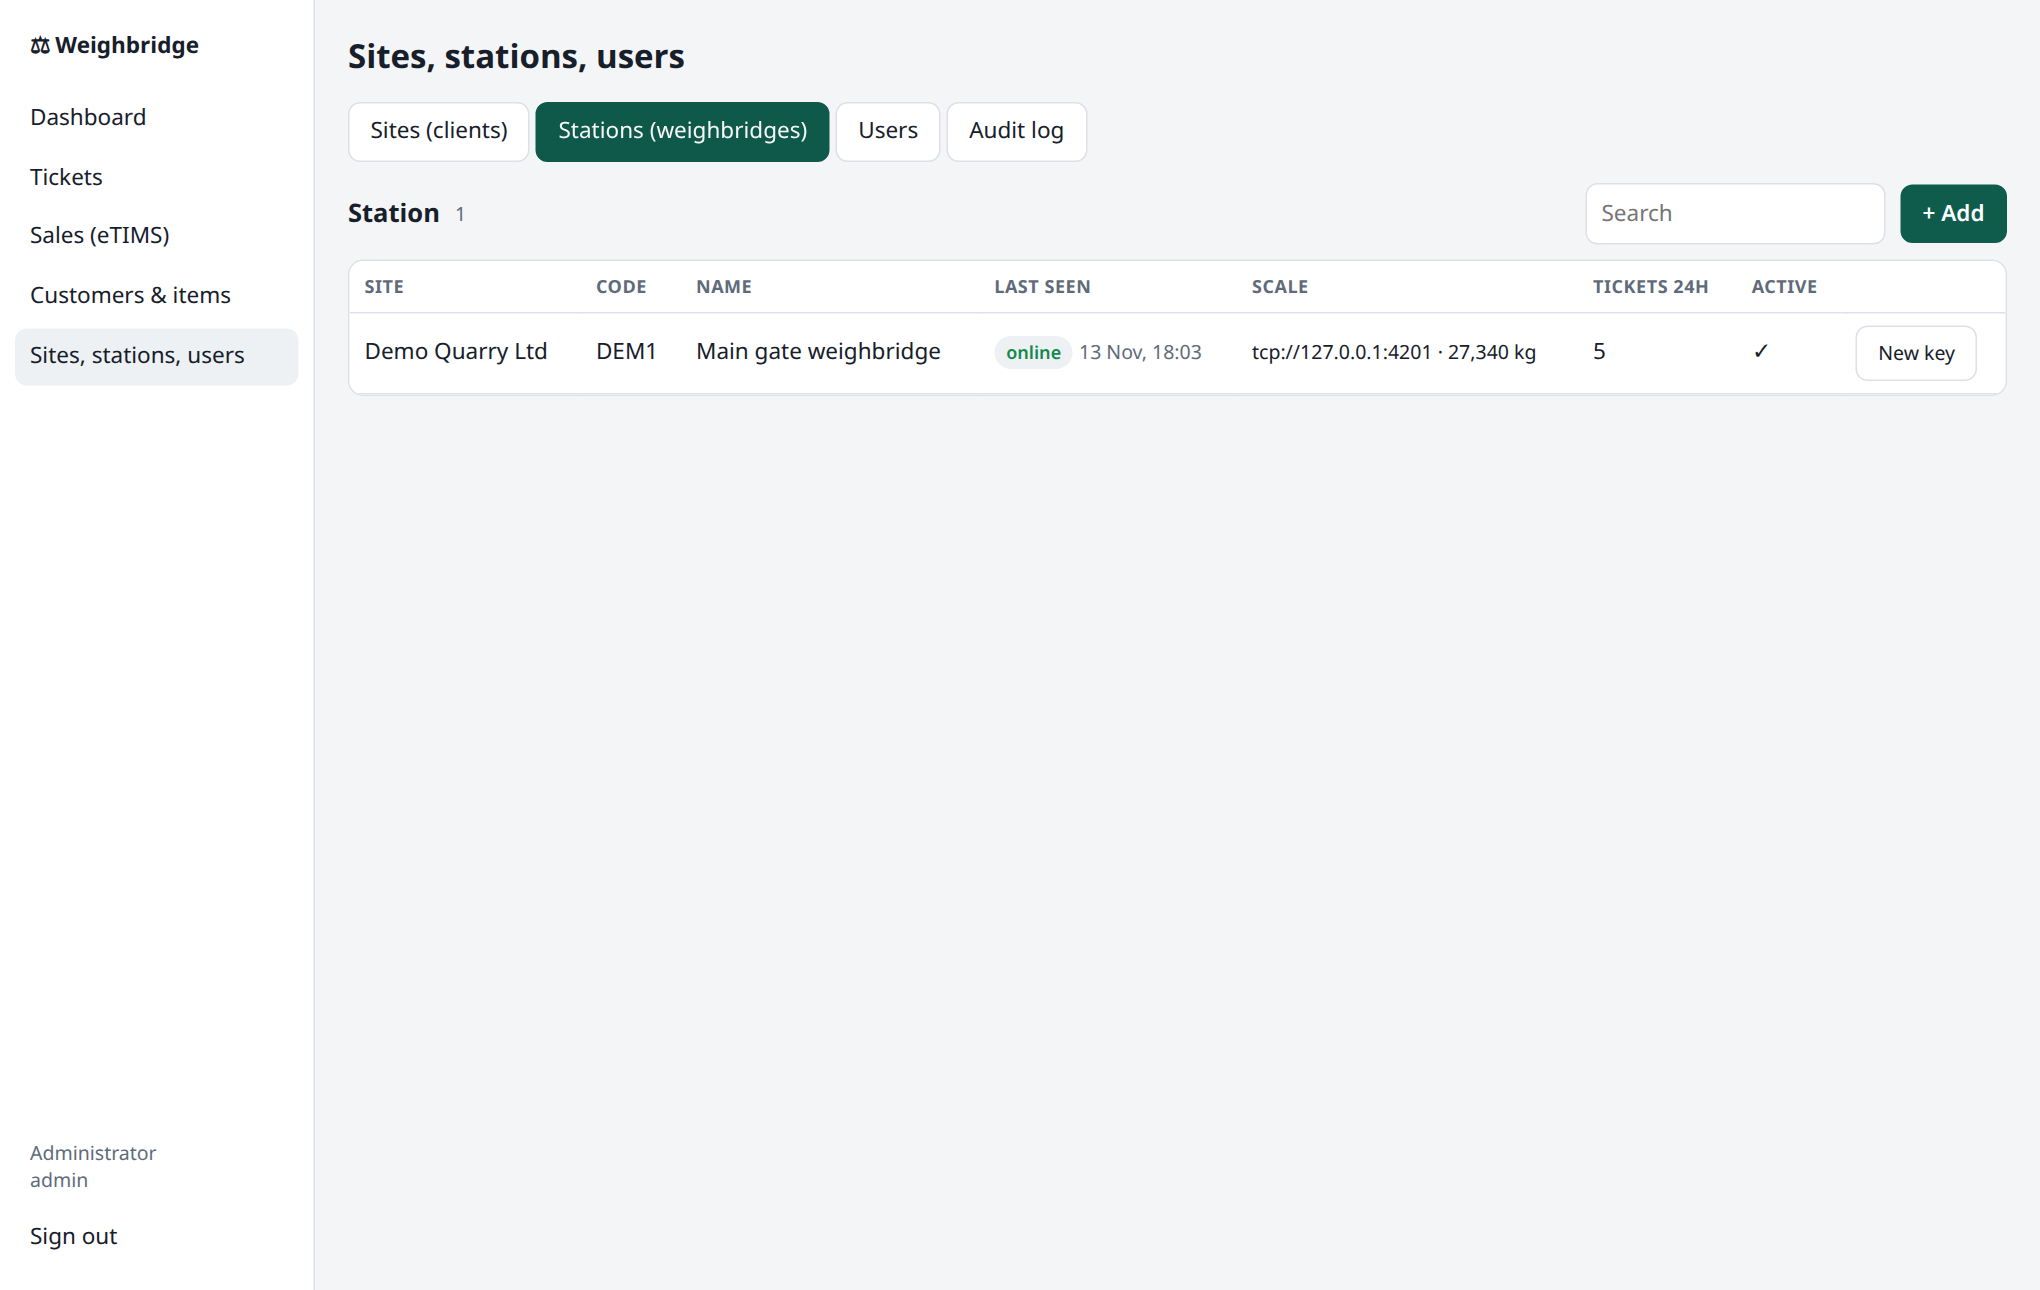 ⚖ Weighbridge
Dashboard
Tickets
Sales (eTIMS)
Customers & items
Sites, stations, users
Administrator
admin
Sign out
Sites, stations, users
Sites (clients) Stations (weighbridges) Users Audit log
Station 1 Search + Add
SITE CODE NAME LAST SEEN SCALE TICKETS 24H ACTIVE
Demo Quarry Ltd DEM1 Main gate weighbridge online 13 Nov, 18:03 tcp://127.0.0.1:4201 · 27,340 kg 5 ✓ New key